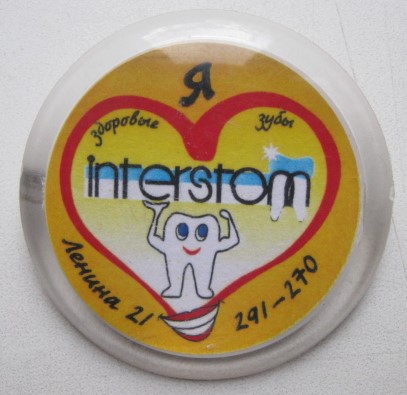 Я
здоровые зубы
interstom
Ленина 21
291-270